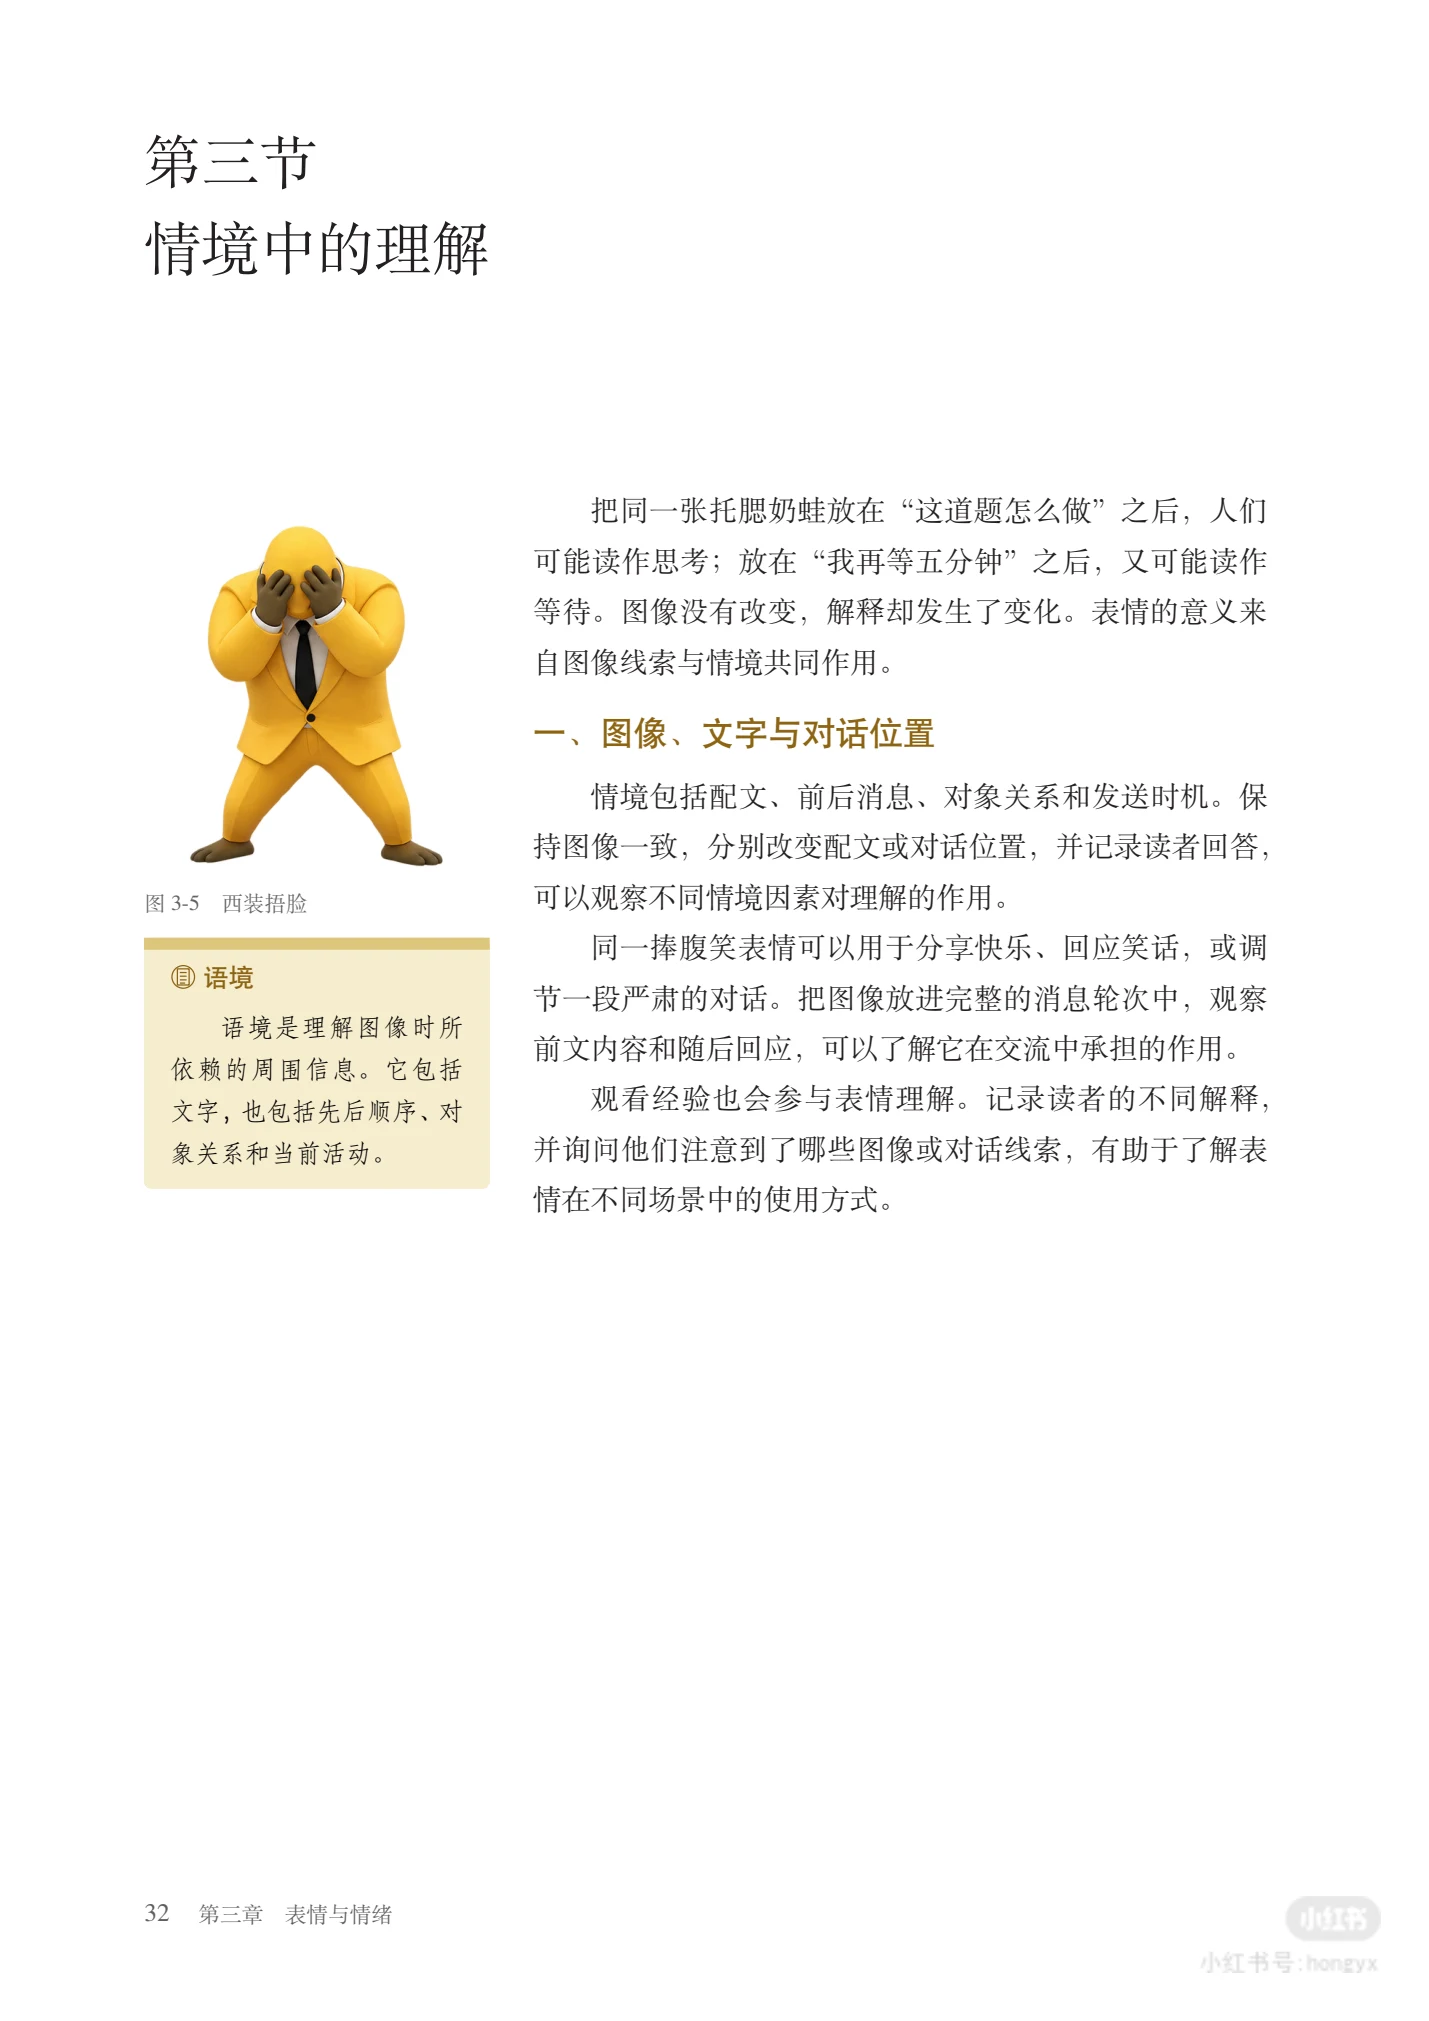 第三节
情境中的理解
把同一张托腮奶蛙放在“这道题怎么做”之后，人们
可能读作思考；放在“我再等五分钟”之后，又可能读作
等待。图像没有改变，解释却发生了变化。表情的意义来
自图像线索与情境共同作用。
一、图像、文字与对话位置
情境包括配文、前后消息、对象关系和发送时机。保
持图像一致，分别改变配文或对话位置，并记录读者回答，
可以观察不同情境因素对理解的作用。
同一捧腹笑表情可以用于分享快乐、回应笑话，或调
节一段严肃的对话。把图像放进完整的消息轮次中，观察
前文内容和随后回应，可以了解它在交流中承担的作用。
观看经验也会参与表情理解。记录读者的不同解释，
并询问他们注意到了哪些图像或对话线索，有助于了解表
情在不同场景中的使用方式。
图 3-5 西装捂脸
语境
语境是理解图像时所
依赖的周围信息。它包括
文字，也包括先后顺序、对
象关系和当前活动。
32 第三章 表情与情绪
小红书
小红书号:hongyx